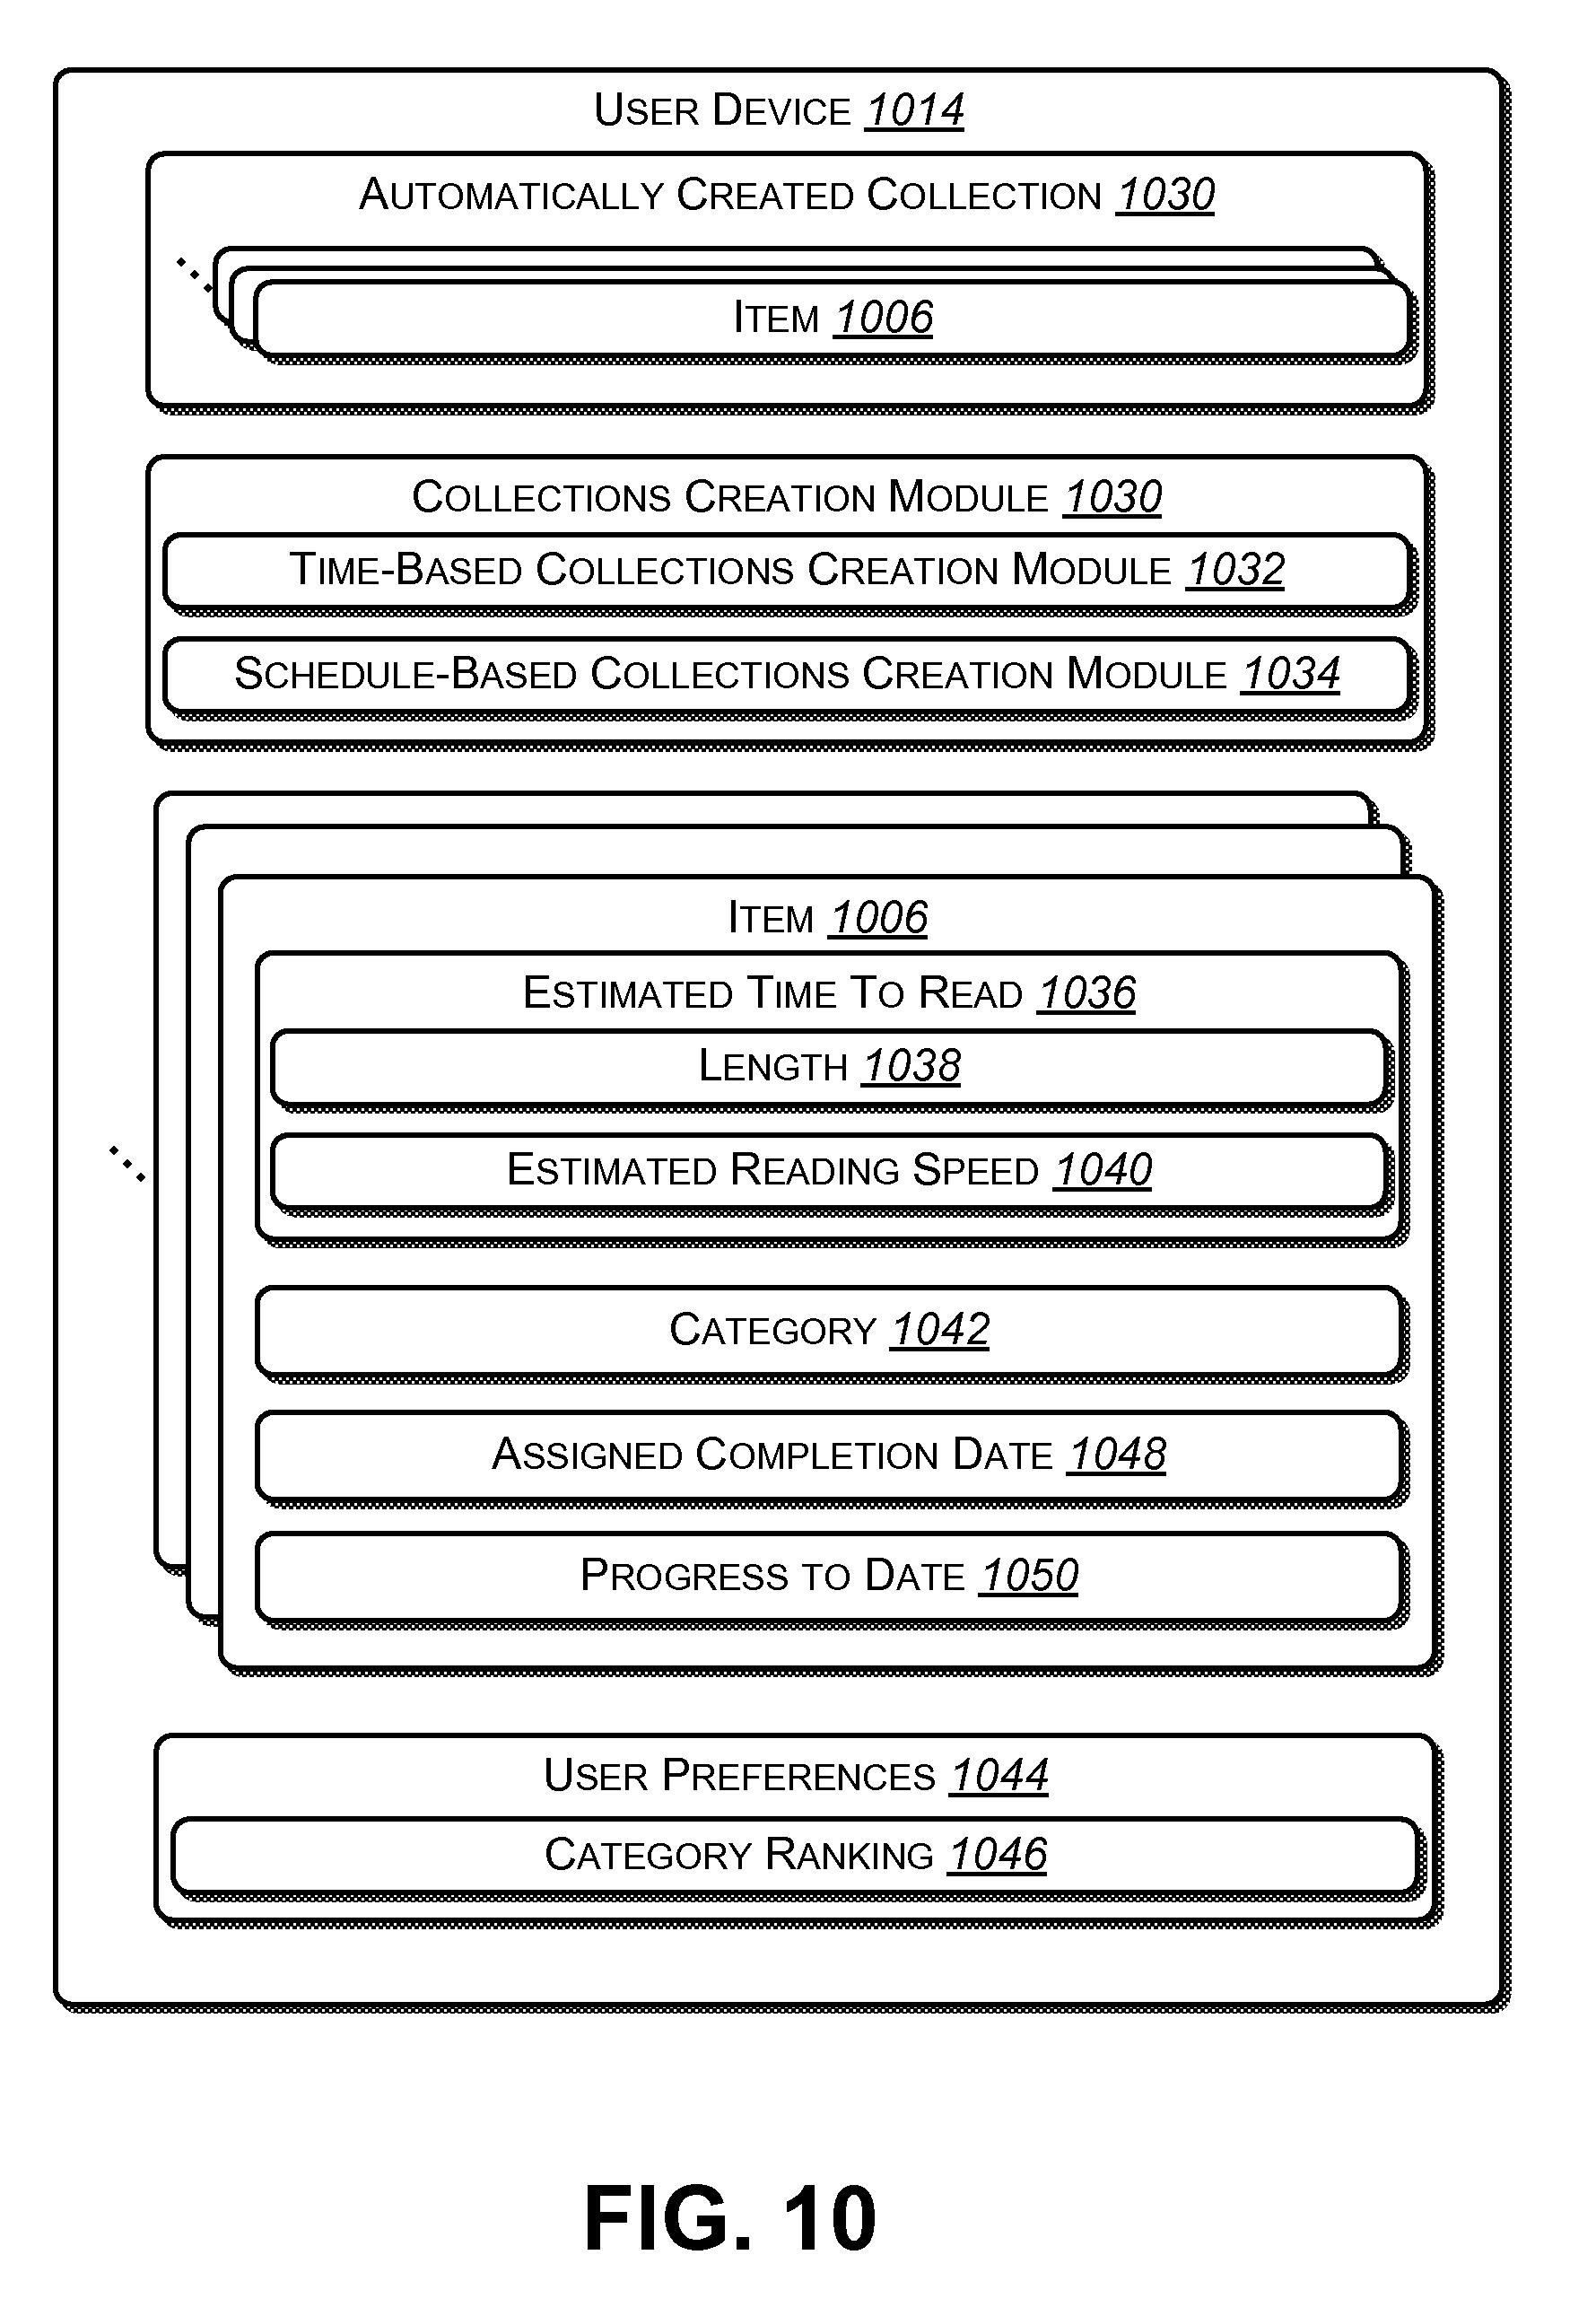 USER DEVICE 1014
AUTOMATICALLY CREATED COLLECTION 1030
ITEM 1006
COLLECTIONS CREATION MODULE 1030
TIME-BASED COLLECTIONS CREATION MODULE 1032
SCHEDULE-BASED COLLECTIONS CREATION MODULE 1034
ITEM 1006
ESTIMATED TIME TO READ 1036
LENGTH 1038
ESTIMATED READING SPEED 1040
CATEGORY 1042
ASSIGNED COMPLETION DATE 1048
PROGRESS TO DATE 1050
USER PREFERENCES 1044
CATEGORY RANKING 1046
FIG. 10